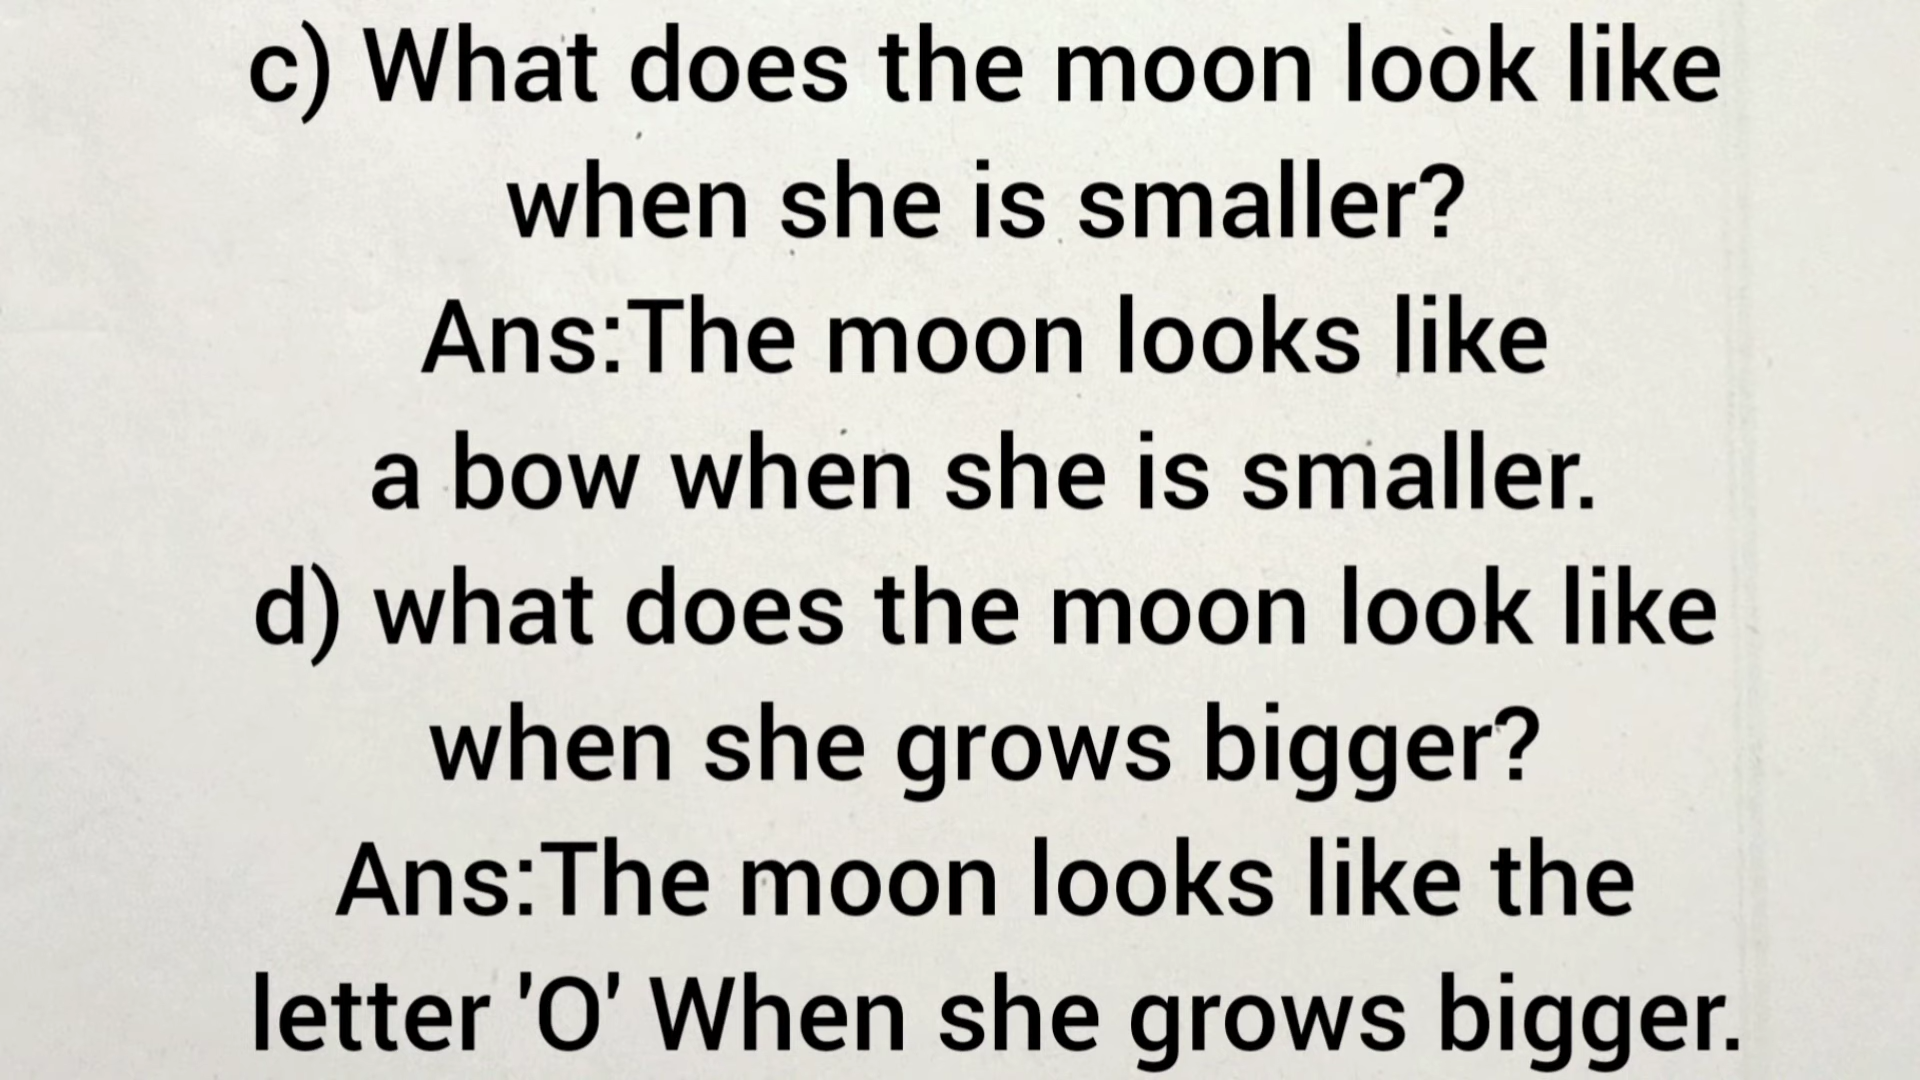 c) What does the moon look like
when she is smaller?
Ans:The moon looks like
a bow when she is smaller.
d) what does the moon look like
when she grows bigger?
Ans:The moon looks like the
letter 'O' When she grows bigger.